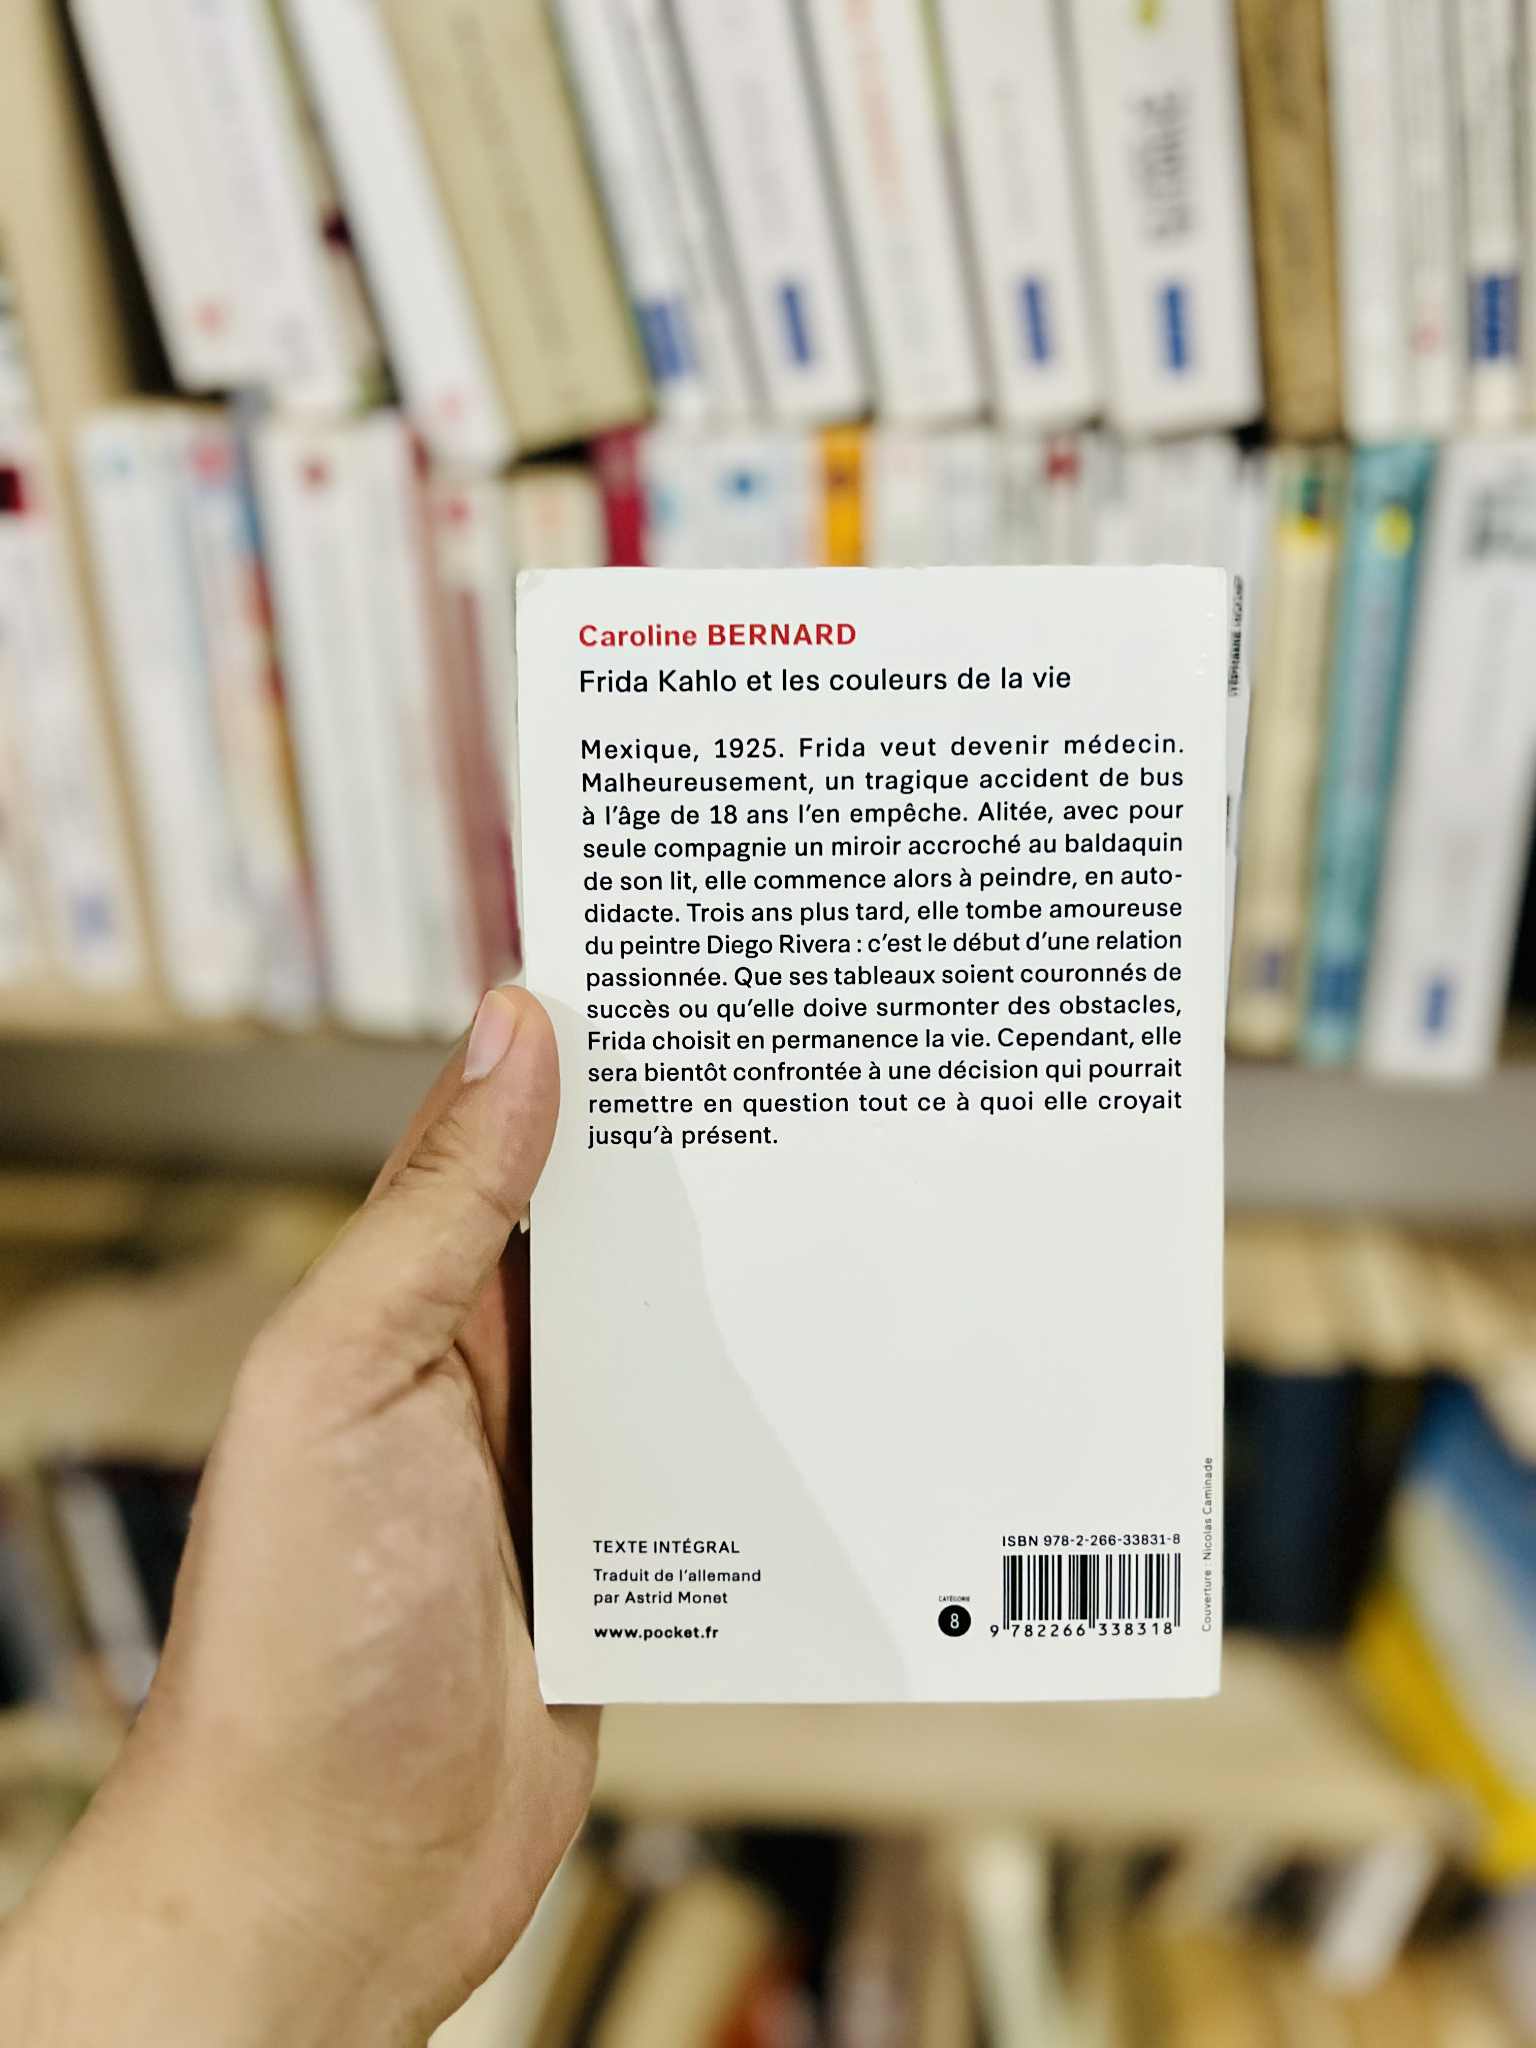 Caroline BERNARD
Frida Kahlo et les couleurs de la vie
Mexique, 1925. Frida veut devenir médecin.
Malheureusement, un tragique accident de bus
à l’âge de 18 ans l’en empêche. Alitée, avec pour
seule compagnie un miroir accroché au baldaquin
de son lit, elle commence alors à peindre, en auto-
didacte. Trois ans plus tard, elle tombe amoureuse
du peintre Diego Rivera : c’est le début d’une relation
passionnée. Que ses tableaux soient couronnés de
succès ou qu’elle doive surmonter des obstacles,
Frida choisit en permanence la vie. Cependant, elle
sera bientôt confrontée à une décision qui pourrait
remettre en question tout ce à quoi elle croyait
jusqu’à présent.
TEXTE INTÉGRAL
Traduit de l’allemand
par Astrid Monet
www.pocket.fr
CATÉGORIE
8
ISBN 978-2-266-33831-8
9 782266 338318
Couverture : Nicolas Caminade